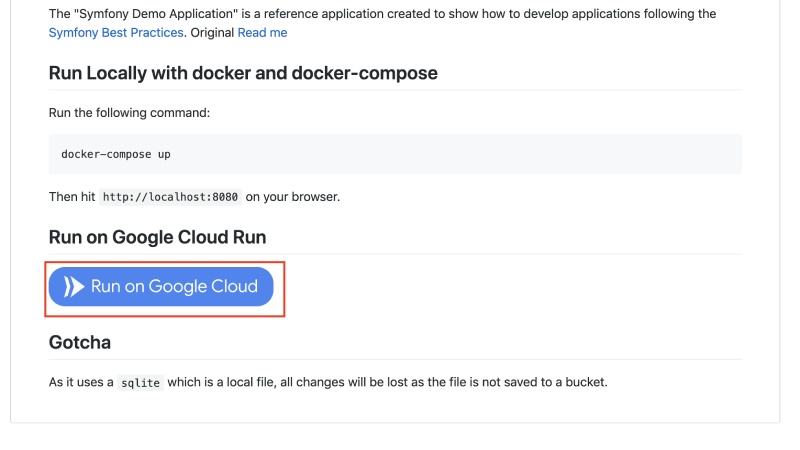 The "Symfony Demo Application" is a reference application created to show how to develop applications following the
Symfony Best Practices. Original Read me
Run Locally with docker and docker-compose
Run the following command:
docker-compose up
Then hit http://localhost:8080 on your browser.
Run on Google Cloud Run
Run on Google Cloud
Gotcha
As it uses a sqlite which is a local file, all changes will be lost as the file is not saved to a bucket.